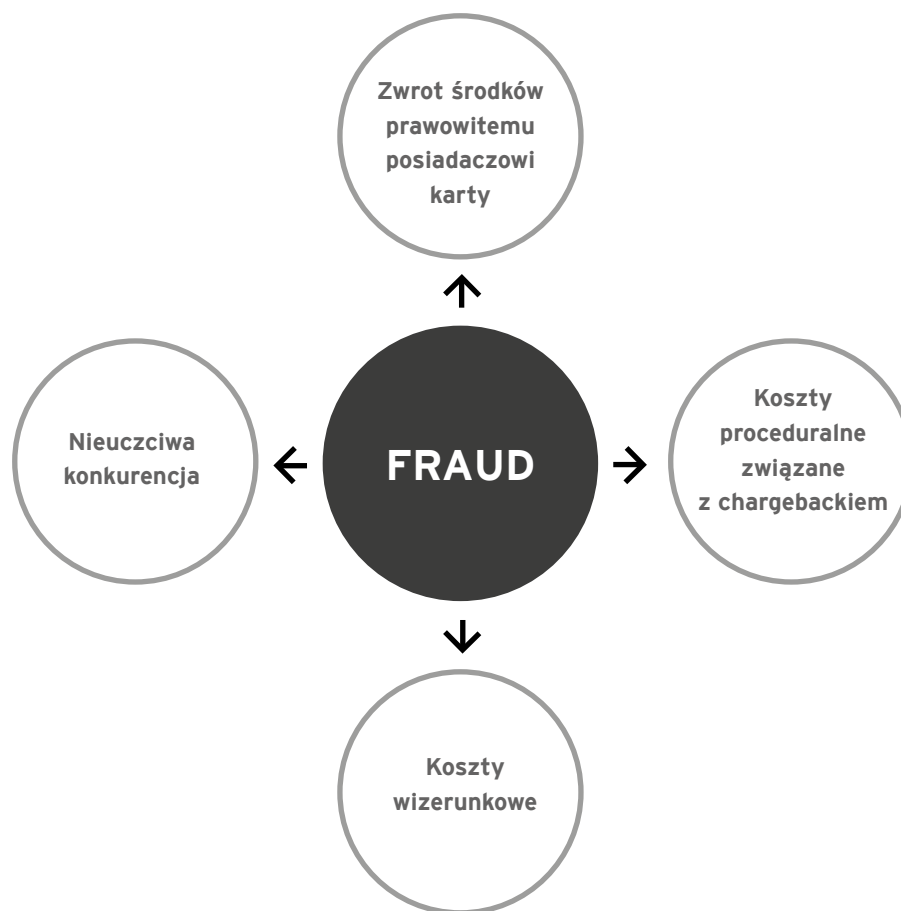 Zwrot środków
prawowitemu
posiadaczowi
karty
Nieuczciwa
konkurencja
FRAUD
Koszty
proceduralne
związane
z chargebackiem
Koszty
wizerunkowe